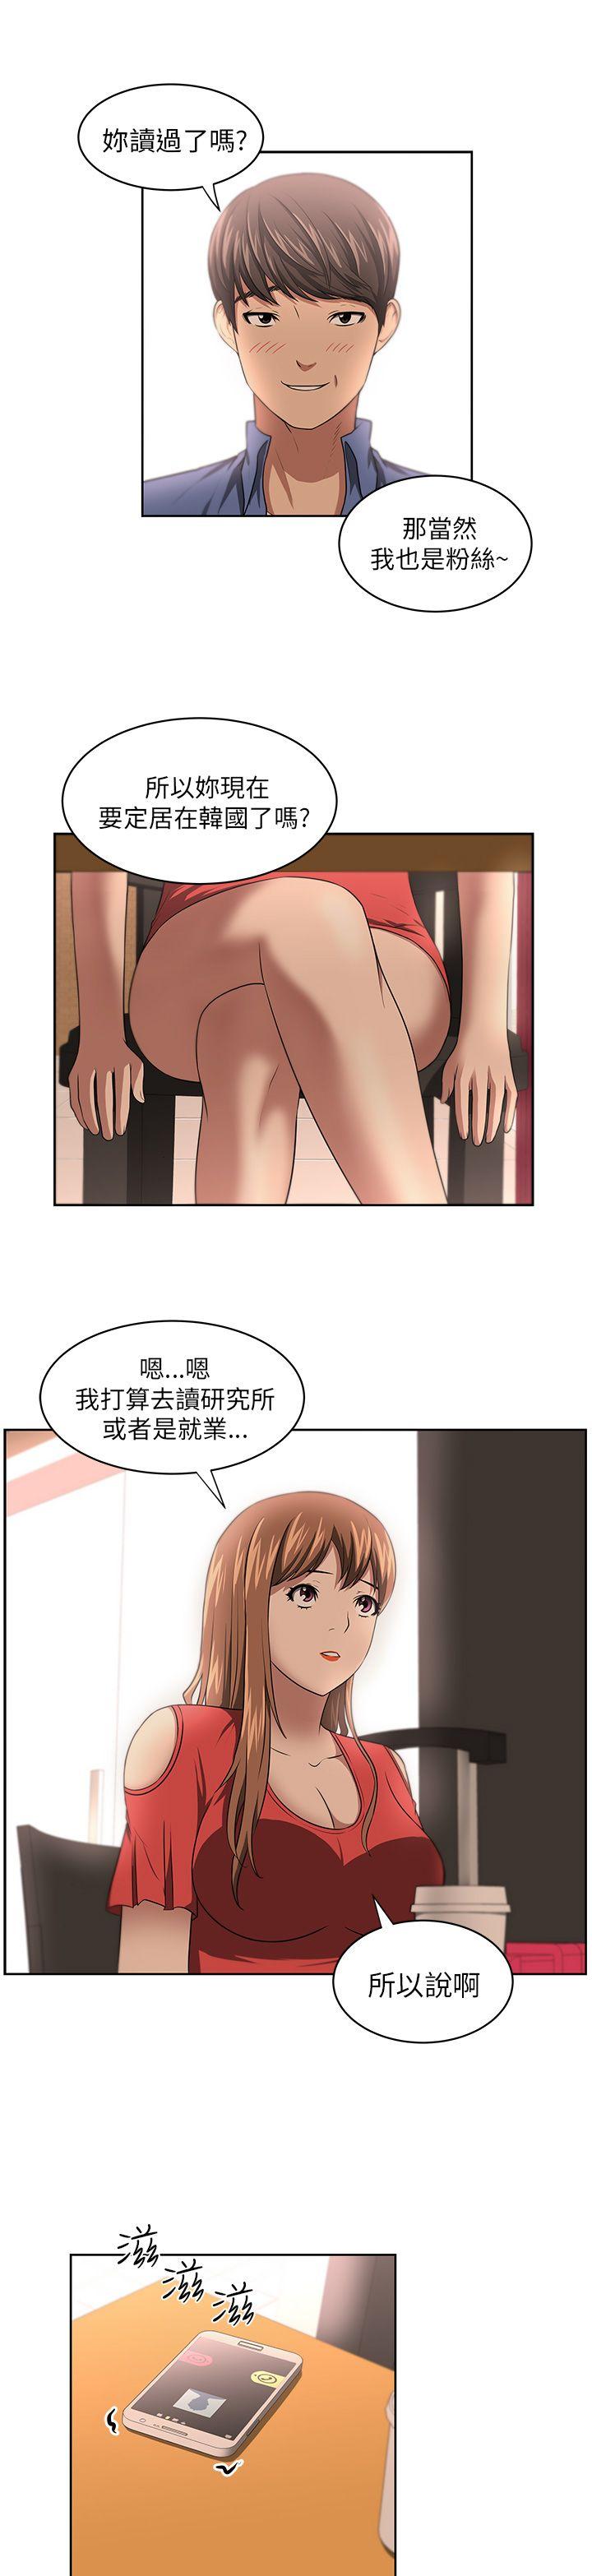 妳讀過了嗎?
那當然
我也是粉絲~
所以妳現在
要定居在韓國了嗎?
嗯...嗯
我打算去讀研究所
或者是就業...
所以說啊
滋
滋
滋